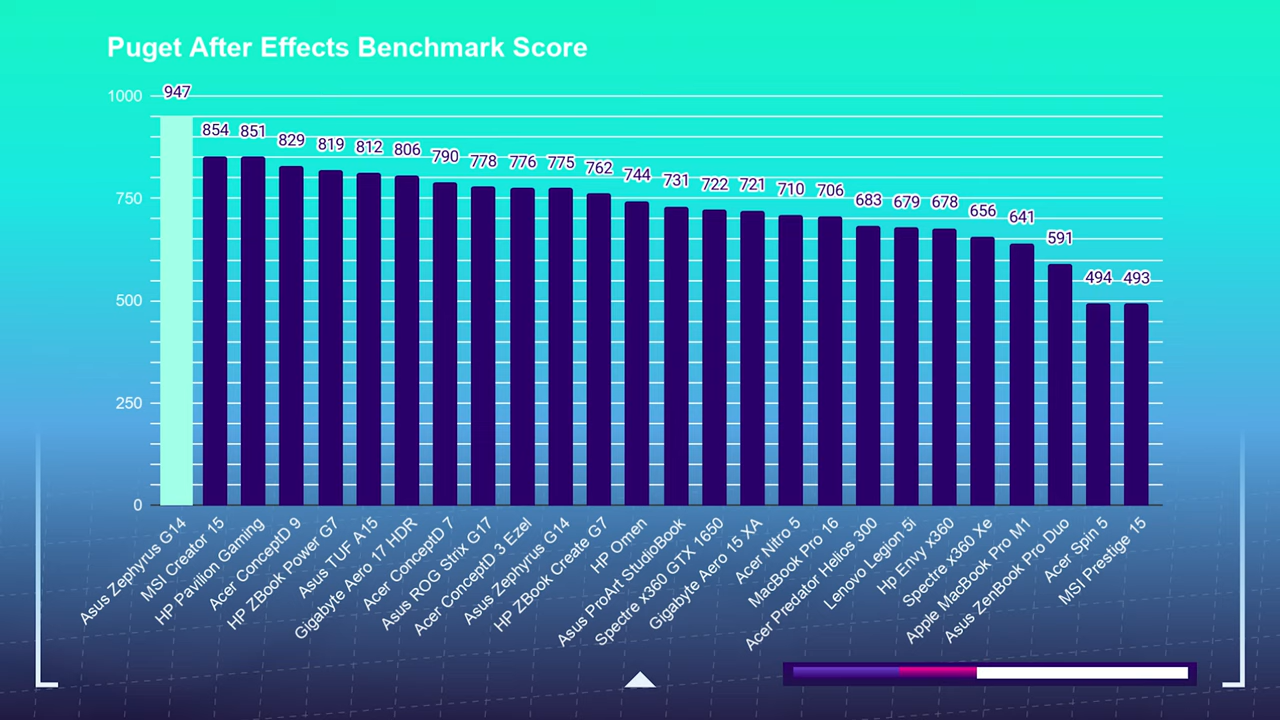 Puget After Effects Benchmark Score
1000
750
500
250
0
947
854
851
829
819
812
806
790
778
776
775
762
744
731
722
721
710
706
683
679
678
656
641
591
494
493
Asus Zephyrus G14
MSI Creator 15
HP Pavilion Gaming
Acer ConceptD 9
HP ZBook Power G7
Asus TUF A15
Gigabyte Aero 17 HDR
Acer ConceptD 7
Asus ROG Strix G17
Acer ConceptD 3 Ezel
Asus Zephyrus G14
HP ZBook Create G7
HP Omen
Asus ProArt StudioBook
Spectre x360 GTX 1650
Gigabyte Aero 15 XA
Acer Nitro 5
MacBook Pro 16
Acer Predator Helios 300
Lenovo Legion 5i
Hp Envy x360
Spectre x360 Xe
Apple MacBook Pro M1
Asus ZenBook Pro Duo
Acer Spin 5
MSI Prestige 15